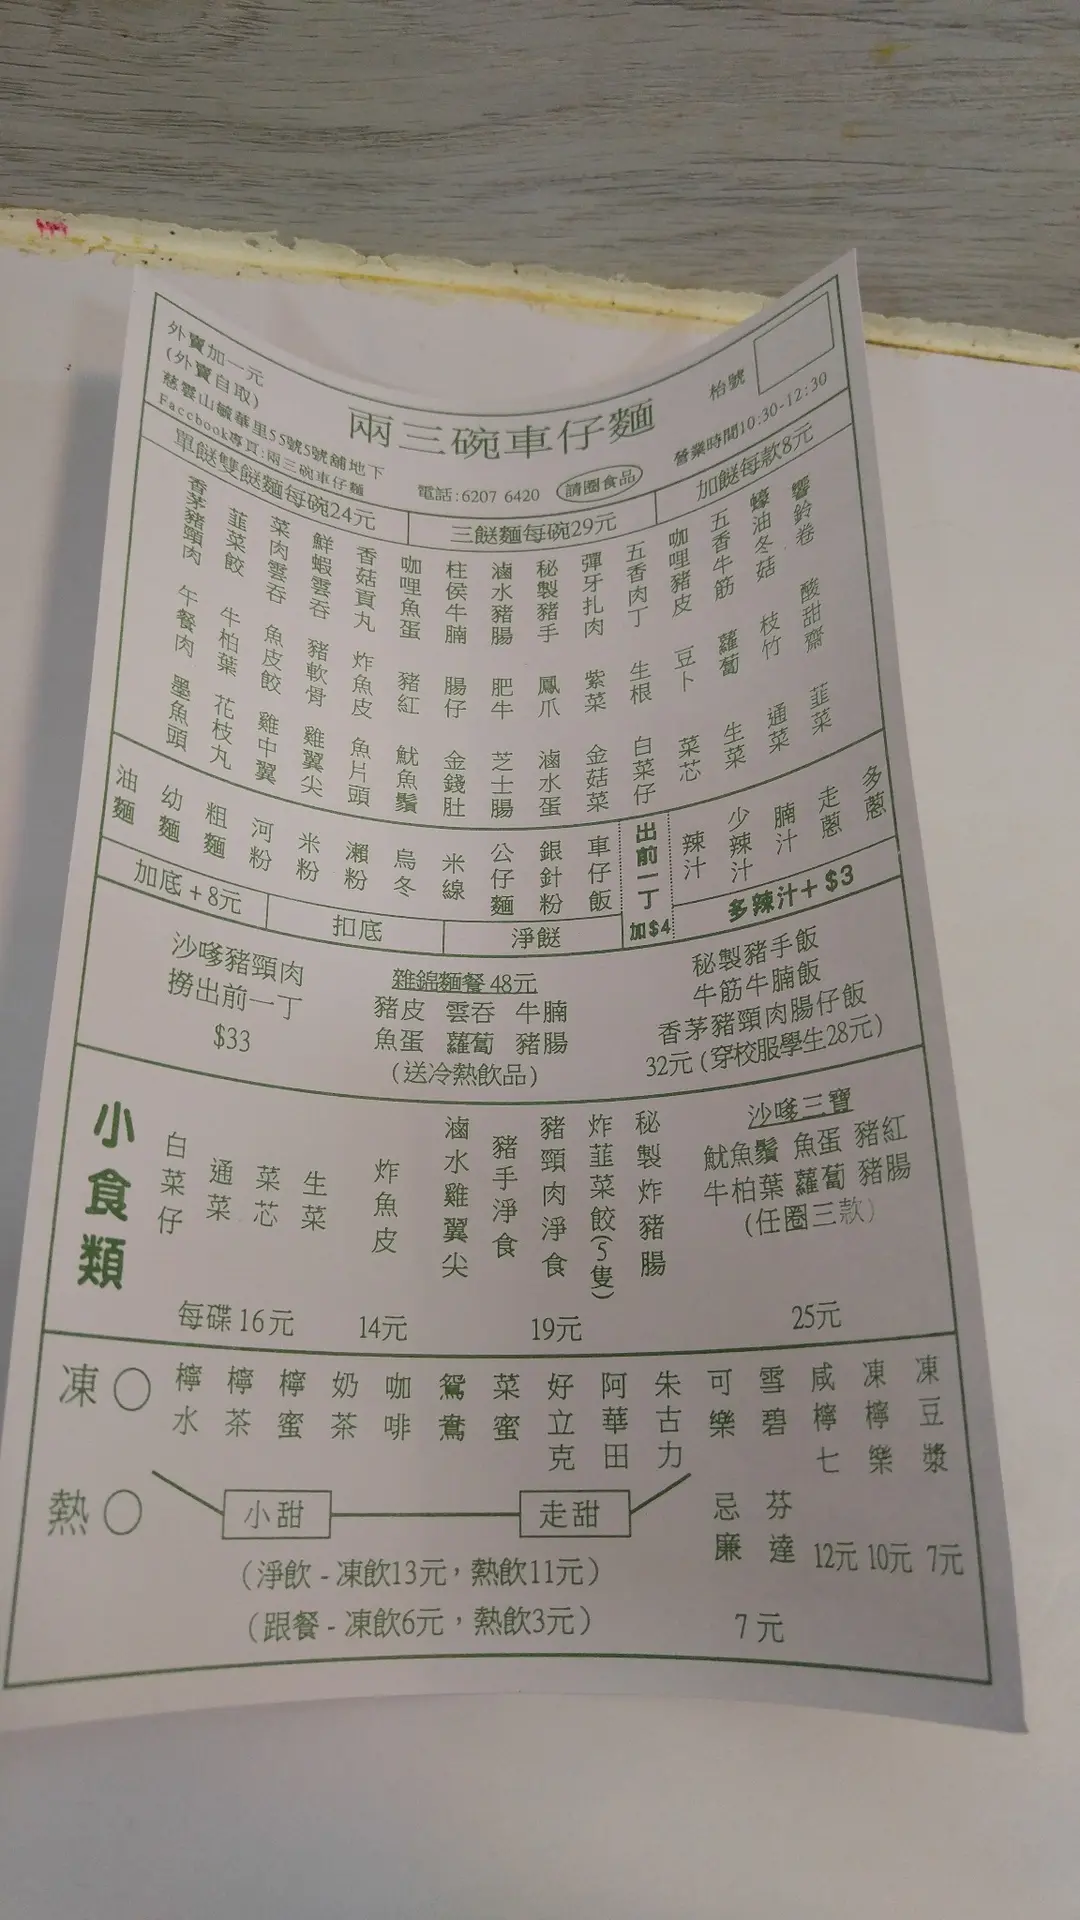 外賣加一元
(外賣自取)
慈雲山毓華里55號5號舖地下
Facebook專頁:兩三碗車仔麵
兩三碗車仔麵
電話:6207 6420
請圈食品
枱號
營業時間10:30-12:30
單餸雙餸麵每碗24元
三餸麵每碗29元
加餸每款8元
香茅豬頸肉 韮菜餃 菜肉雲吞 鮮蝦雲吞 香菇貢丸 咖哩魚蛋 柱侯牛腩 滷水豬腸 秘製豬手 彈牙扎肉 五香肉丁 咖哩豬皮 五香牛筋 蠔油冬菇 響鈴卷
午餐肉 牛柏葉 魚皮餃 豬軟骨 炸魚皮 豬紅 腸仔 肥牛 鳳爪 紫菜 生根 豆卜 蘿蔔 枝竹 酸甜齋
墨魚頭 花枝丸 雞中翼 雞翼尖 魚片頭 魷魚鬚 金錢肚 芝士腸 滷水蛋 金菇菜 白菜仔 菜芯 生菜 通菜 韮菜
油麵 幼麵 粗麵 河粉 米粉 瀨粉 烏冬 米線 公仔麵 銀針粉 車仔飯
出前一丁
加$4
辣汁 少辣汁 腩汁 走蔥 多蔥
多辣汁+$3
加底+8元
扣底
淨餸
沙嗲豬頸肉
撈出前一丁
$33
雜錦麵餐48元
豬皮 雲吞 牛腩
魚蛋 蘿蔔 豬腸
(送冷熱飲品)
秘製豬手飯
牛筋牛腩飯
香茅豬頸肉腸仔飯
32元(穿校服學生28元)
小食類
白菜仔 通菜 菜芯 生菜
每碟16元
炸魚皮
14元
滷水雞翼尖 豬手淨食 豬頸肉淨食 炸韮菜餃(5隻) 秘製炸豬腸
19元
沙嗲三寶
魷魚鬚 魚蛋 豬紅
牛柏葉 蘿蔔 豬腸
(任圈三款)
25元
凍○
熱○
檸水 檸茶 檸蜜 奶茶 咖啡 鴛鴦 菜蜜 好立克 阿華田 朱古力
小甜 走甜
(淨飲-凍飲13元，熱飲11元)
(跟餐-凍飲6元，熱飲3元)
可樂 雪碧
忌廉 芬達
7元
咸檸七 凍檸樂 凍豆漿
12元 10元 7元